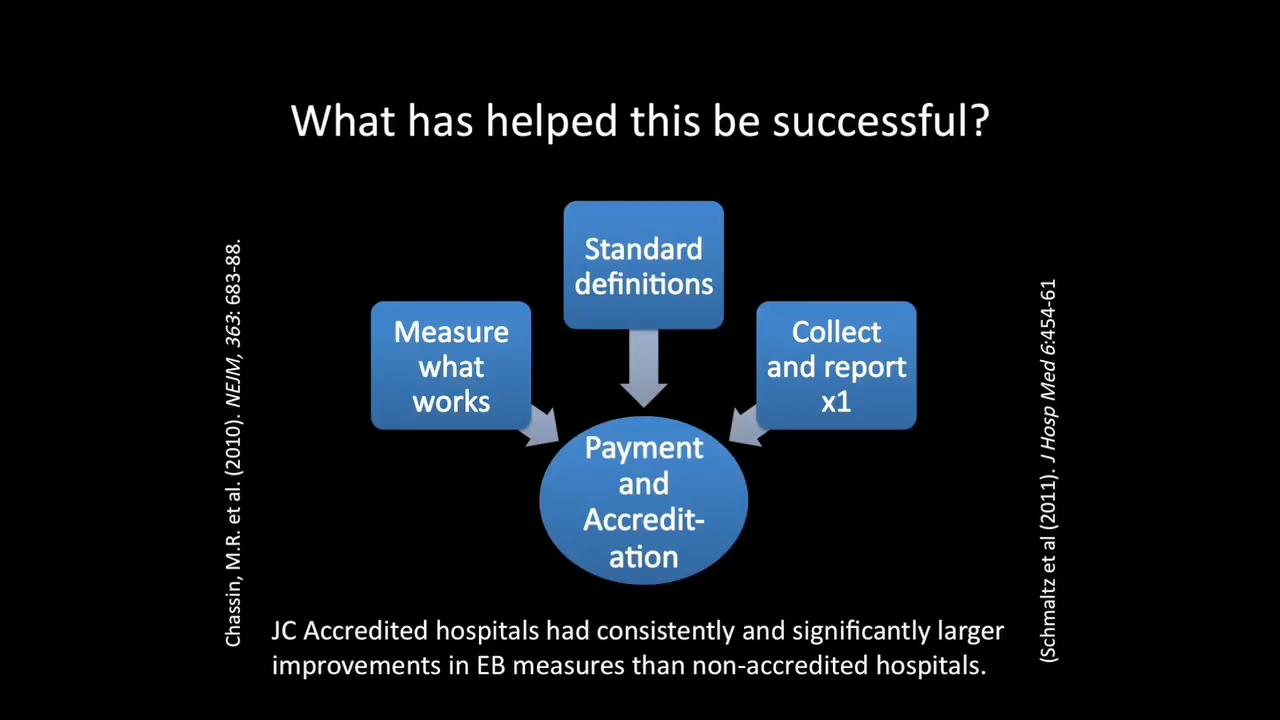 What has helped this be successful?
Standard
definitions
Measure
what
works
Collect
and report
x1
Payment
and
Accredit-
ation
Chassin, M.R. et al. (2010). NEJM, 363: 683-88.
(Schmaltz et al (2011). J Hosp Med 6:454-61
JC Accredited hospitals had consistently and significantly larger
improvements in EB measures than non-accredited hospitals.